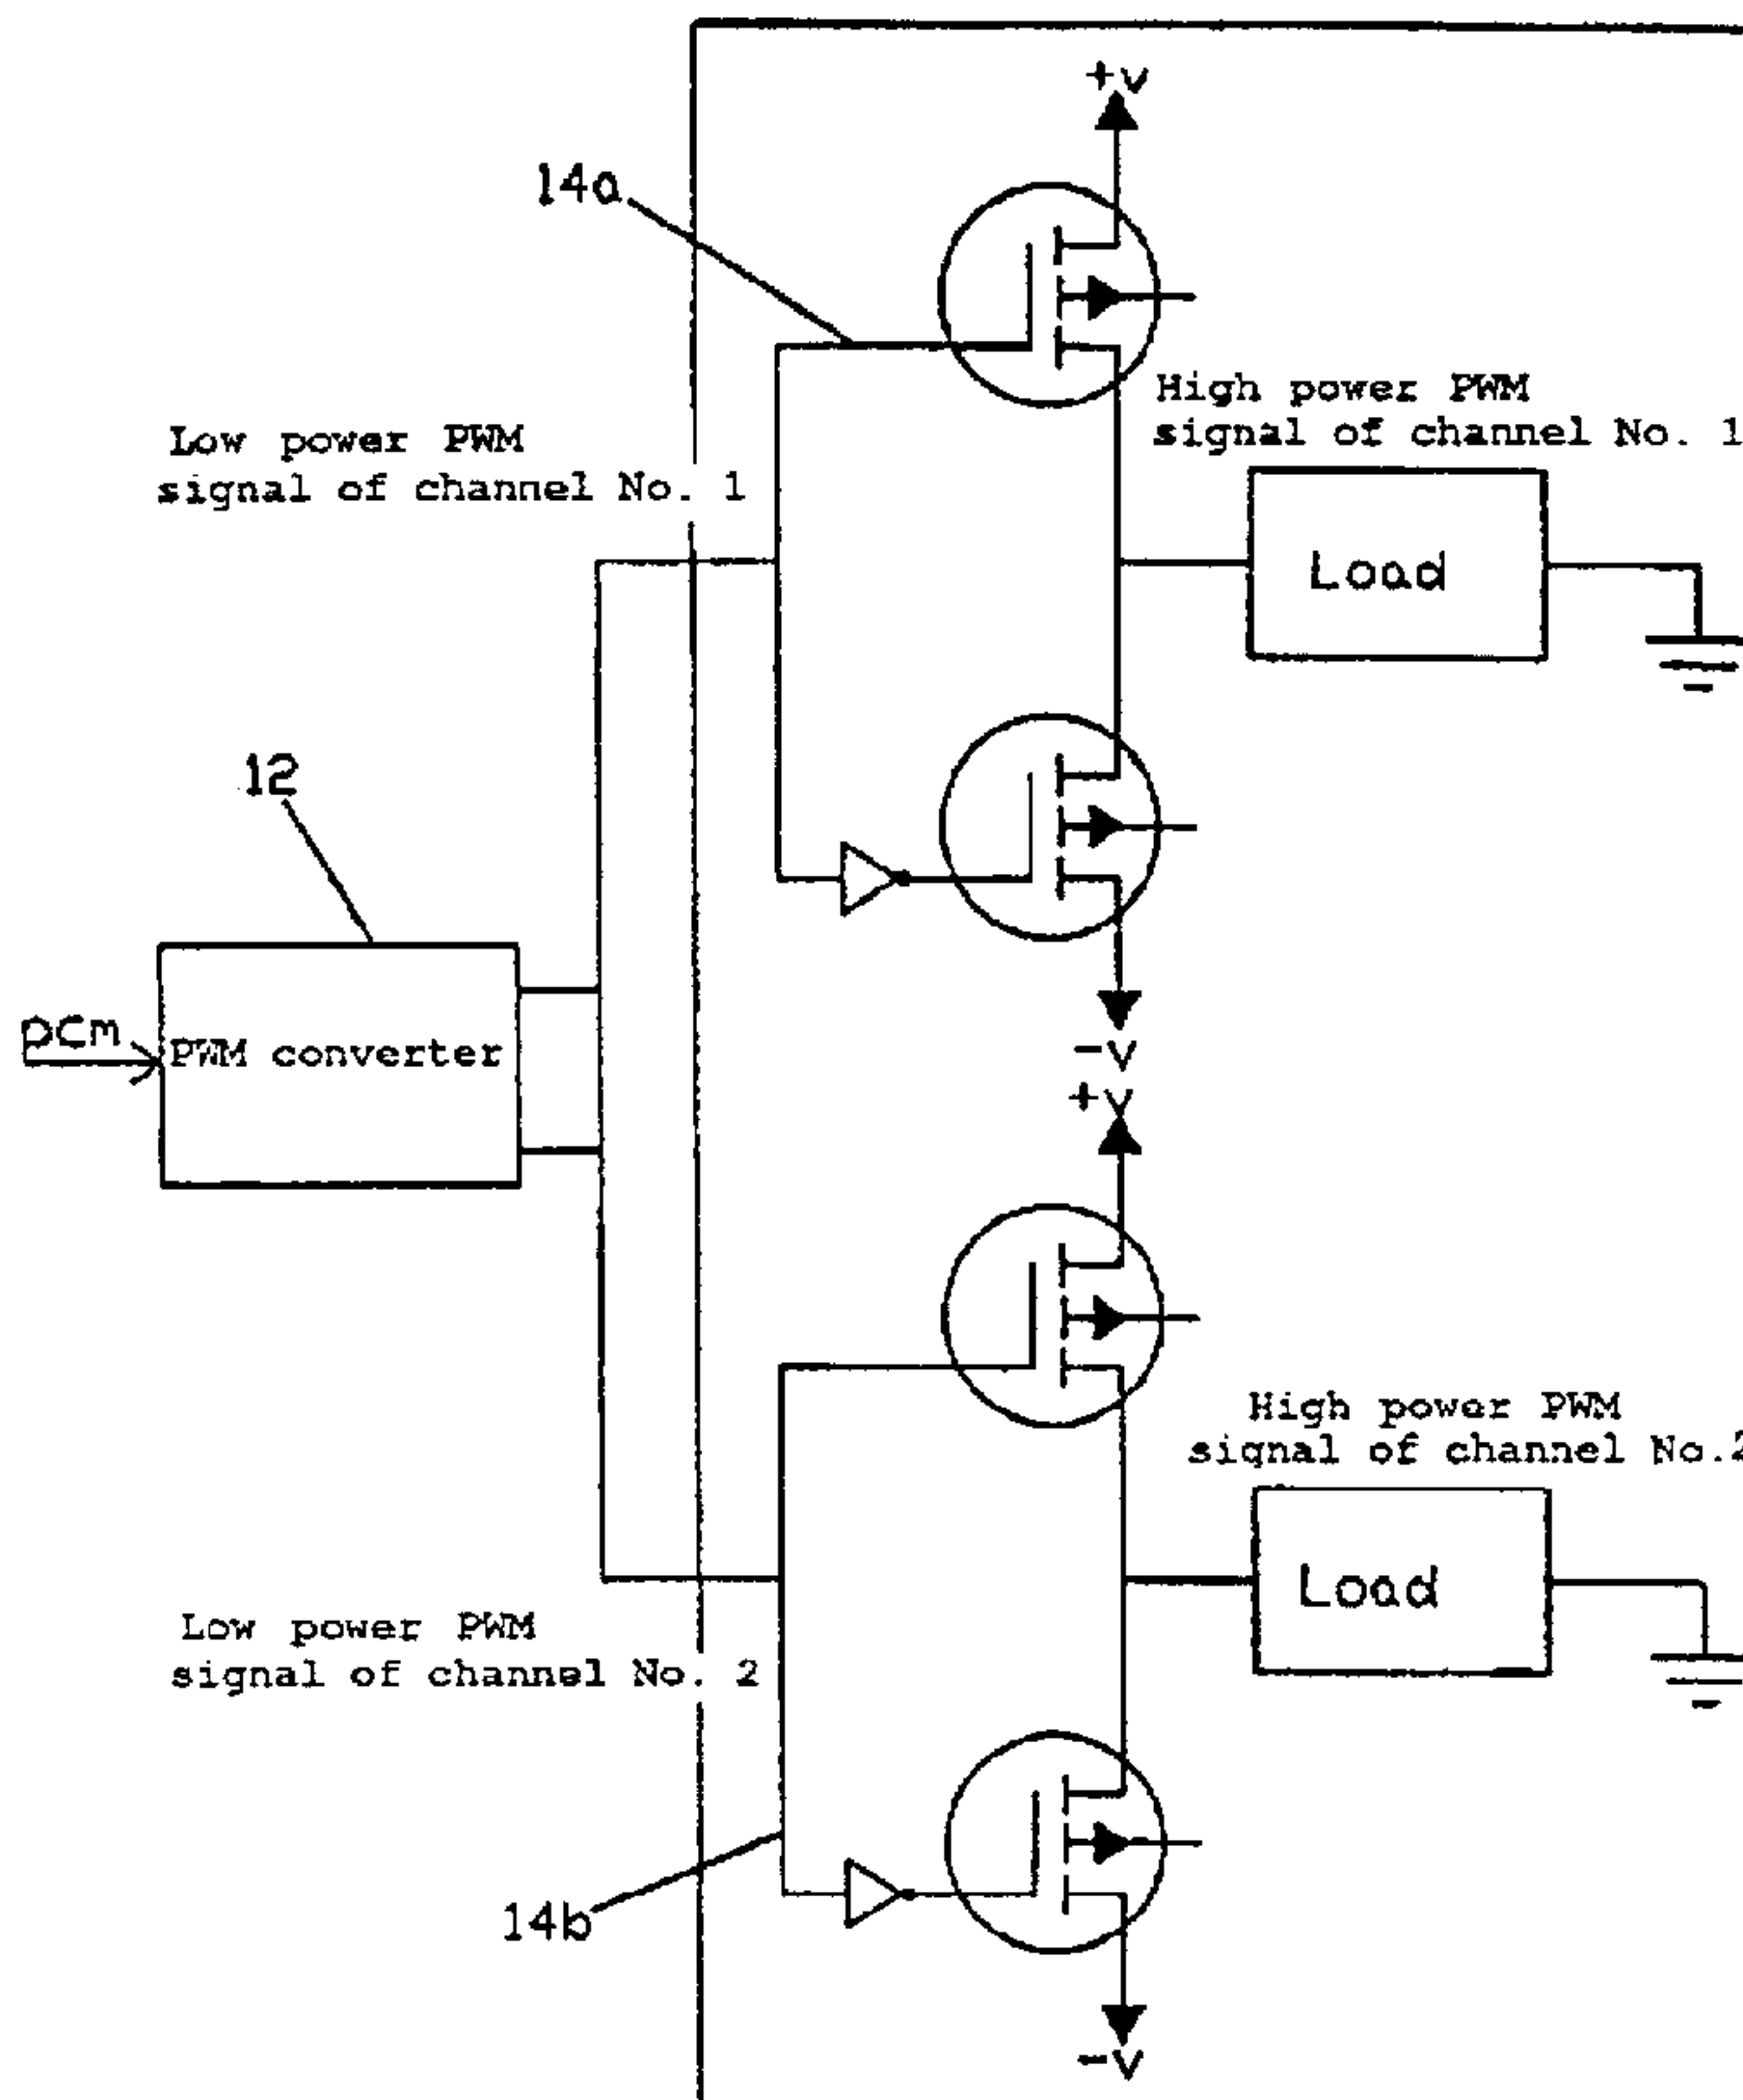 +v
14a
High power PWM
signal of channel No. 1
Low power PWM
signal of channel No. 1
Load
12
pcm
PWM converter
-v
+v
High power PWM
signal of channel No.2
Load
Low power PWM
signal of channel No. 2
14b
-v